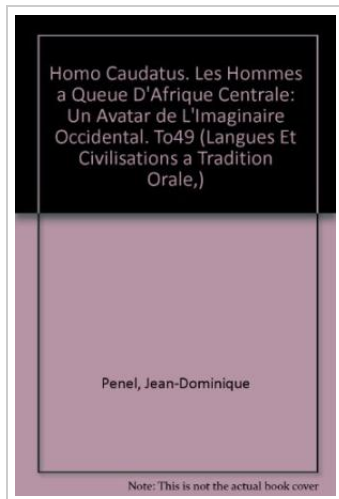 Homo Caudatus. Les Hommes
a Queue D'Afrique Centrale:
Un Avatar de L'Imaginaire
Occidental. To49 (Langues Et
Civilisations a Tradition
Orale,)
Penel, Jean-Dominique
Note: This is not the actual book cover